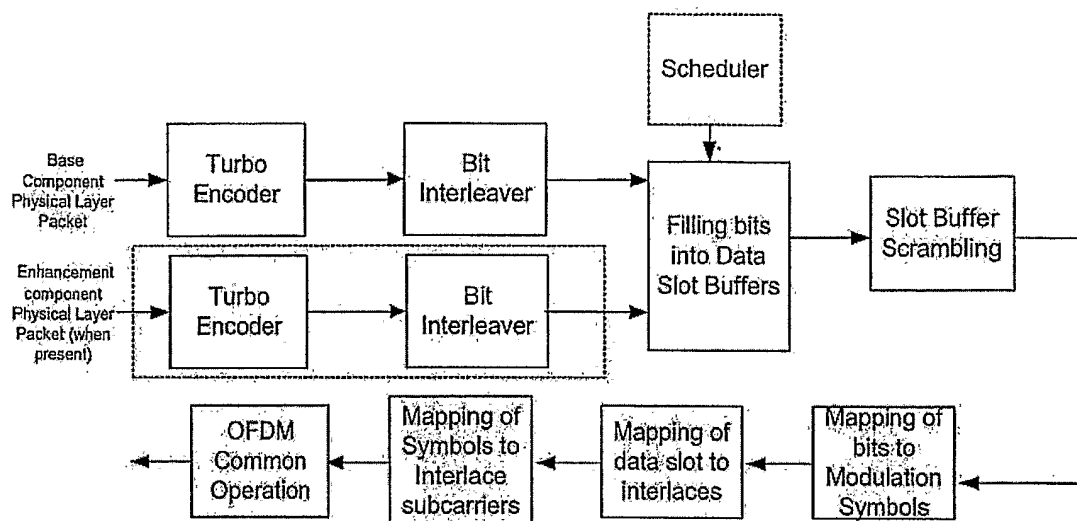 Scheduler
Base
Component
Physical Layer
Packet
Turbo
Encoder
Bit
Interleaver
Filling bits
into Data
Slot Buffers
Slot Buffer
Scrambling
Enhancement
component
Physical Layer
Packet (when
present)
Turbo
Encoder
Bit
Interleaver
OFDM
Common
Operation
Mapping of
Symbols to
Interlace
subcarriers
Mapping of
data slot to
interlaces
Mapping of
bits to
Modulation
Symbols